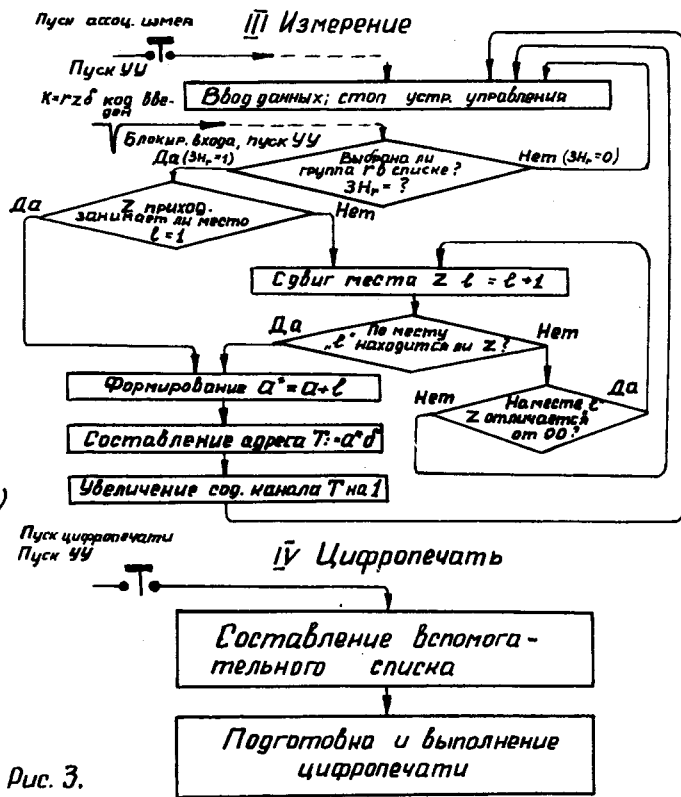 Пуск ассоц. измер
III Измерение
Пуск УУ
Ввод данных; стоп устр. управления
K=rzδ код вве-
ден
Блокир. входа, пуск УУ
Да (ЗНr=1)
Выбрана ли
группа r в списке?
ЗНr = ?
Нет (ЗНr=0)
Да
Z приход.
занимает ли место
ℓ = 1
Нет
Сдвиг места Z ℓ = ℓ+1
Да
По месту
„ℓ" находится ли Z?
Нет
Формирование a* = a+ℓ
Нет
На месте „ℓ"
Z отличается
от 00?
Да
Составление адреса T:=a*δ
Увеличение сод. канала T на 1
)
Пуск цифропечати
Пуск УУ
IV Цифропечать
Составление вспомога-
тельного списка
Подготовка и выполнение
цифропечати
Рис. 3.